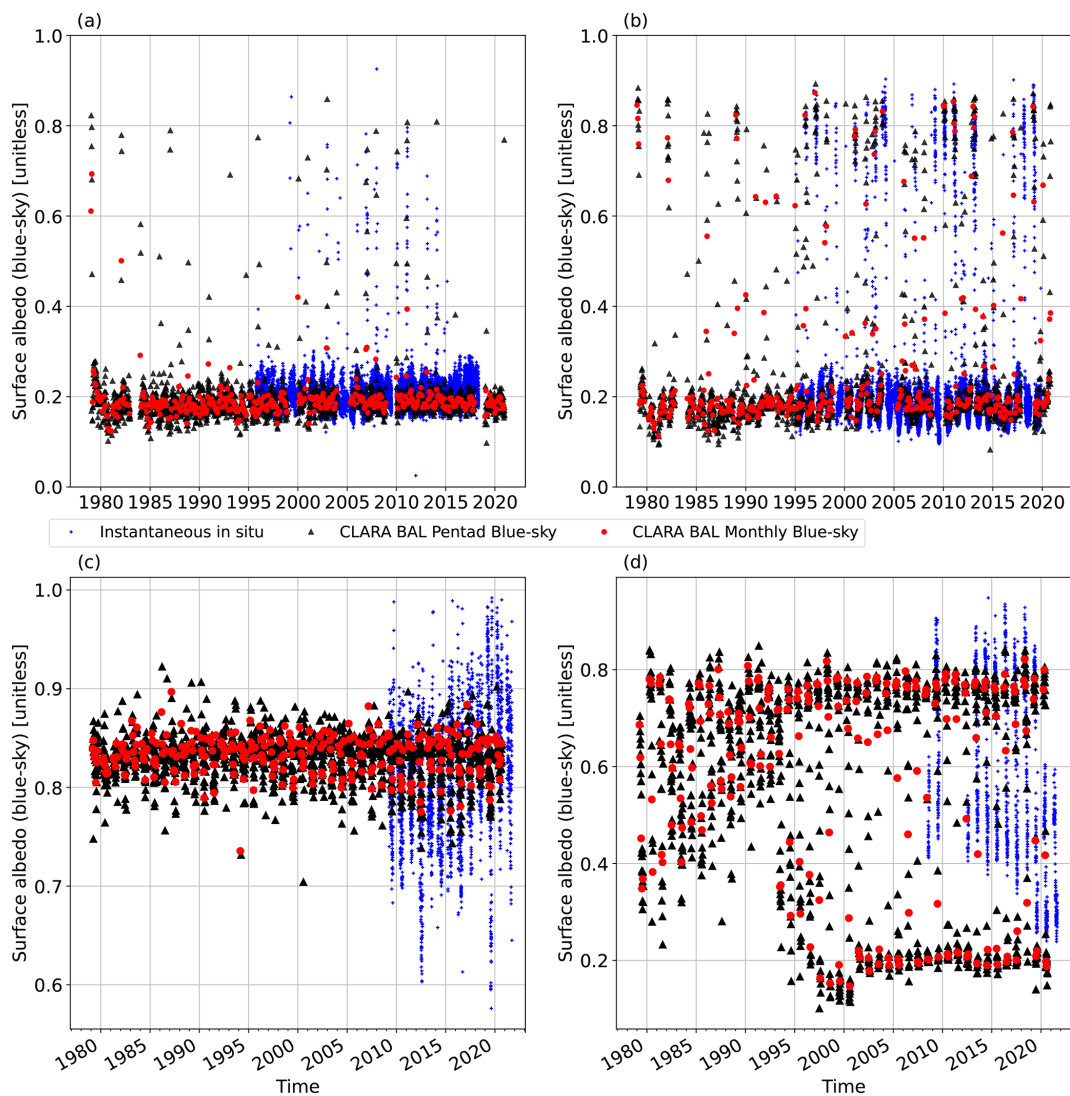 (a)
(b)
Surface albedo (blue-sky) [unitless]
1.0
0.8
0.6
0.4
0.2
0.0
1980 1985 1990 1995 2000 2005 2010 2015 2020
Surface albedo (blue-sky) [unitless]
1.0
0.8
0.6
0.4
0.2
0.0
1980 1985 1990 1995 2000 2005 2010 2015 2020
Instantaneous in situ CLARA BAL Pentad Blue-sky CLARA BAL Monthly Blue-sky
(c)
(d)
Surface albedo (blue-sky) [unitless]
1.0
0.9
0.8
0.7
0.6
1980 1985 1990 1995 2000 2005 2010 2015 2020
Time
Surface albedo (blue-sky) [unitless]
0.8
0.6
0.4
0.2
1980 1985 1990 1995 2000 2005 2010 2015 2020
Time